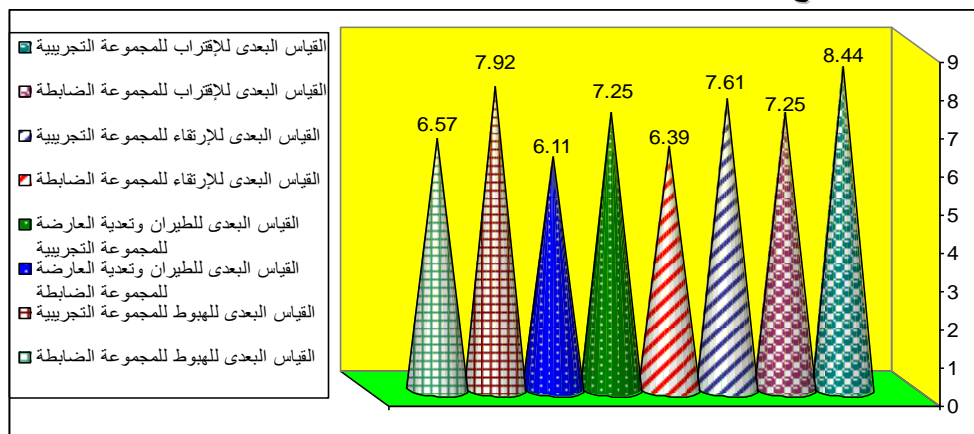 القياس البعدى للإقتراب للمجموعة التجريبية
القياس البعدى للإقتراب للمجموعة الضابطة
القياس البعدى للإرتقاء للمجموعة التجريبية
القياس البعدى للإرتقاء للمجموعة الضابطة
القياس البعدى للطيران وتعدية العارضة
للمجموعة التجريبية
القياس البعدى للطيران وتعدية العارضة
للمجموعة الضابطة
القياس البعدى للهبوط للمجموعة التجريبية
القياس البعدى للهبوط للمجموعة الضابطة
8.44
7.25
7.61
6.39
7.25
6.11
7.92
6.57
9
8
7
6
5
4
3
2
1
0